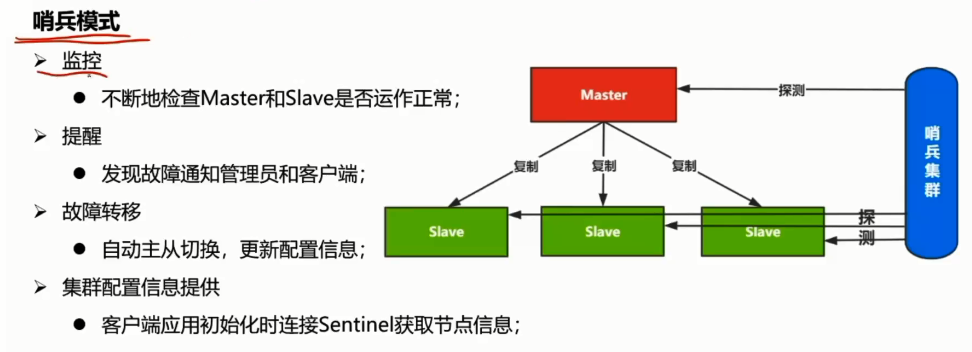 哨兵模式
监控
不断地检查Master和Slave是否运作正常；
提醒
发现故障通知管理员和客户端；
故障转移
自动主从切换，更新配置信息；
集群配置信息提供
客户端应用初始化时连接Sentinel获取节点信息；
Master
探测
哨兵集群
复制
复制
复制
Slave
Slave
Slave
探
测